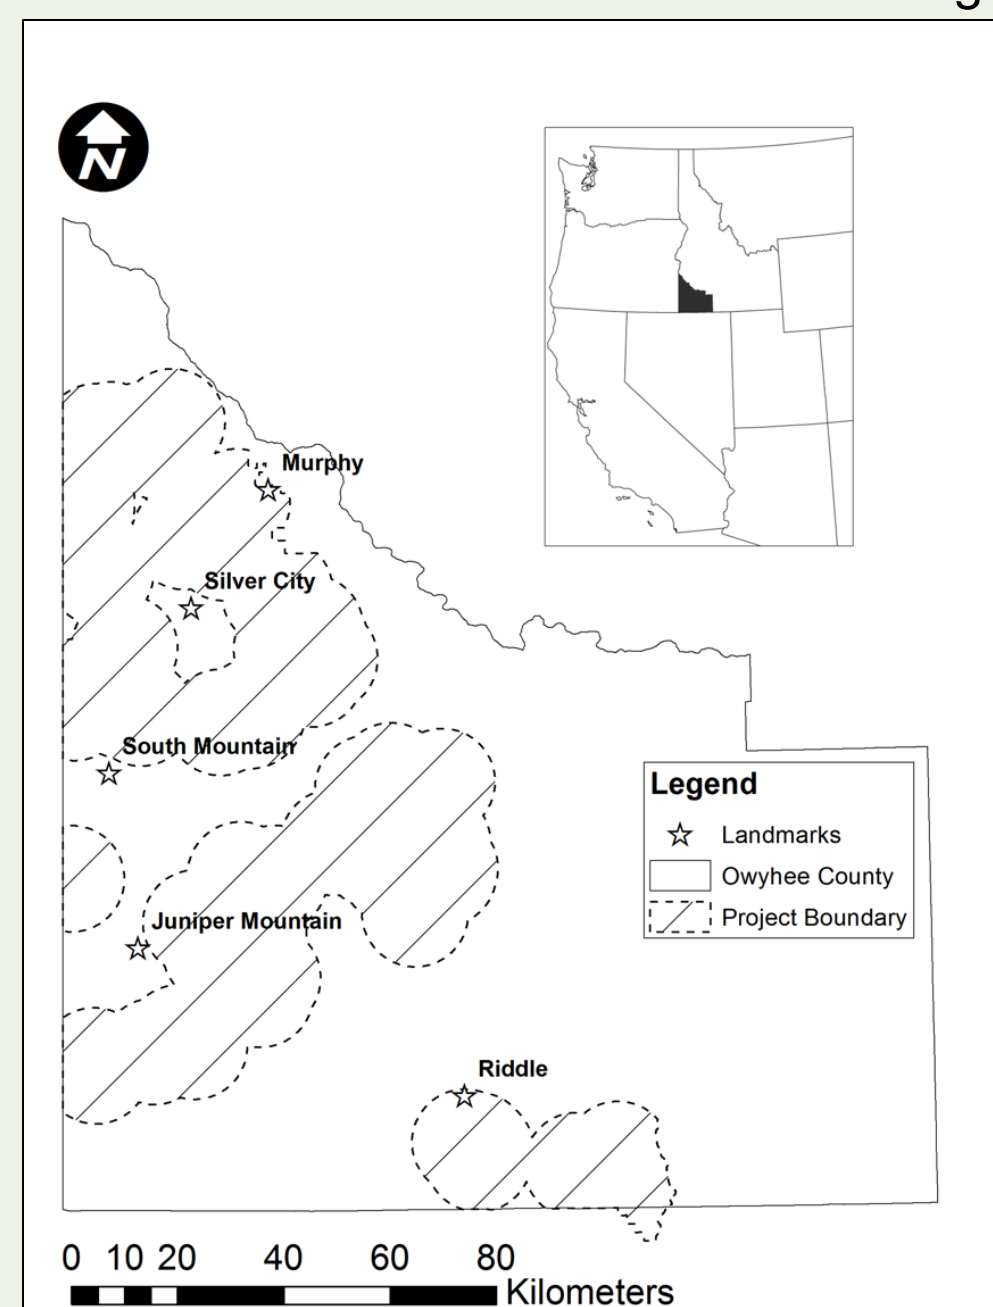 N
Murphy
Silver City
South Mountain
Legend
Landmarks
Owyhee County
Project Boundary
Juniper Mountain
Riddle
0 10 20 40 60 80
Kilometers